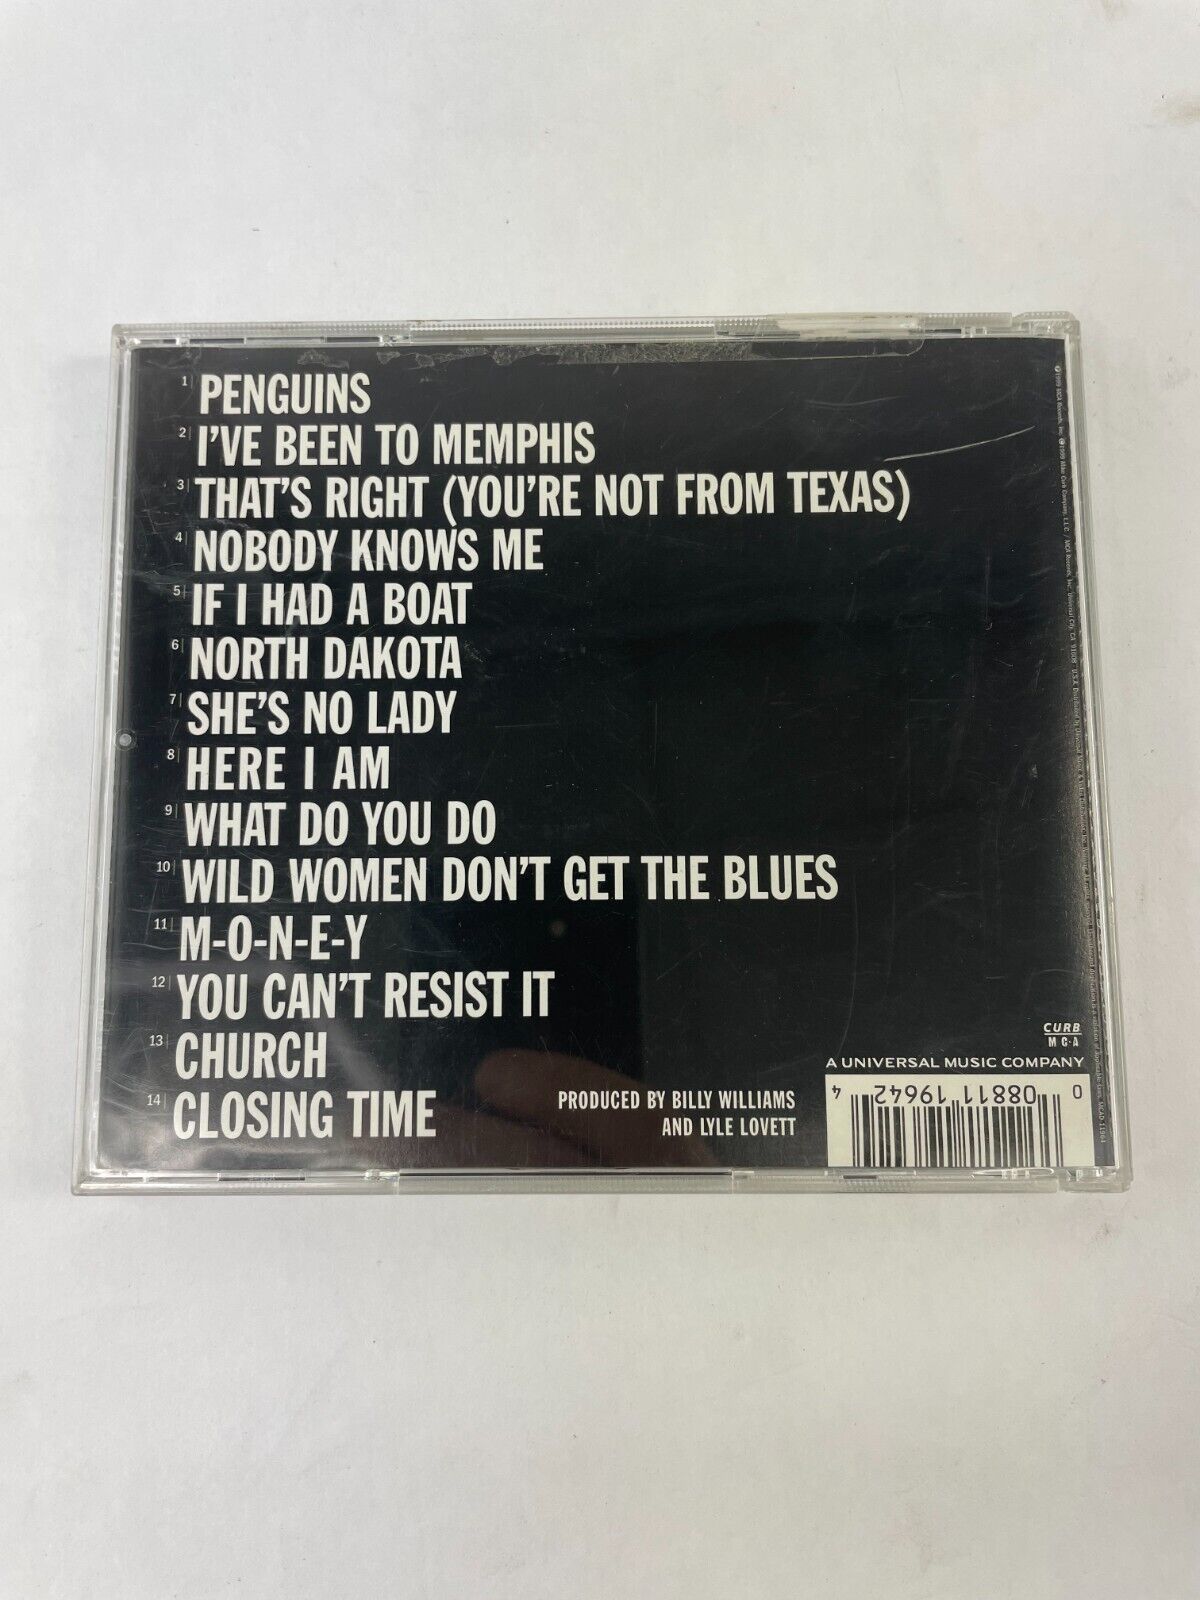 1 PENGUINS
2 I'VE BEEN TO MEMPHIS
3 THAT'S RIGHT (YOU'RE NOT FROM TEXAS)
4 NOBODY KNOWS ME
5 IF I HAD A BOAT
6 NORTH DAKOTA
7 SHE'S NO LADY
8 HERE I AM
9 WHAT DO YOU DO
10 WILD WOMEN DON'T GET THE BLUES
11 M-O-N-E-Y
12 YOU CAN'T RESIST IT
13 CHURCH
14 CLOSING TIME
PRODUCED BY BILLY WILLIAMS
AND LYLE LOVETT
CURB
MCA
A UNIVERSAL MUSIC COMPANY
0 08811 19642 4